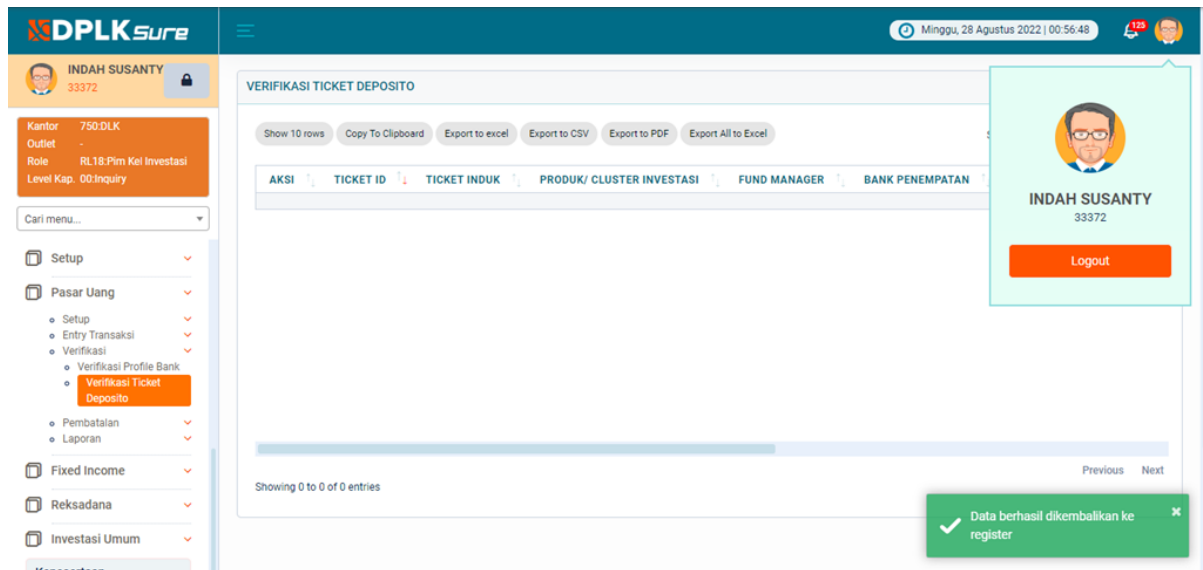 DPLKSure
Minggu, 28 Agustus 2022 | 00:56:48
125
INDAH SUSANTY
33372
Kantor 750:DLK
Outlet -
Role RL18:Pim Kel Investasi
Level Kap. 00:Inquiry
Cari menu...
Setup
Pasar Uang
Setup
Entry Transaksi
Verifikasi
Verifikasi Profile Bank
Verifikasi Ticket
Deposito
Pembatalan
Laporan
Fixed Income
Reksadana
Investasi Umum
VERIFIKASI TICKET DEPOSITO
Show 10 rows Copy To Clipboard Export to excel Export to CSV Export to PDF Export All to Excel
AKSI TICKET ID TICKET INDUK PRODUK/ CLUSTER INVESTASI FUND MANAGER BANK PENEMPATAN
Previous Next
Showing 0 to 0 of 0 entries
INDAH SUSANTY
33372
Logout
Data berhasil dikembalikan ke
register